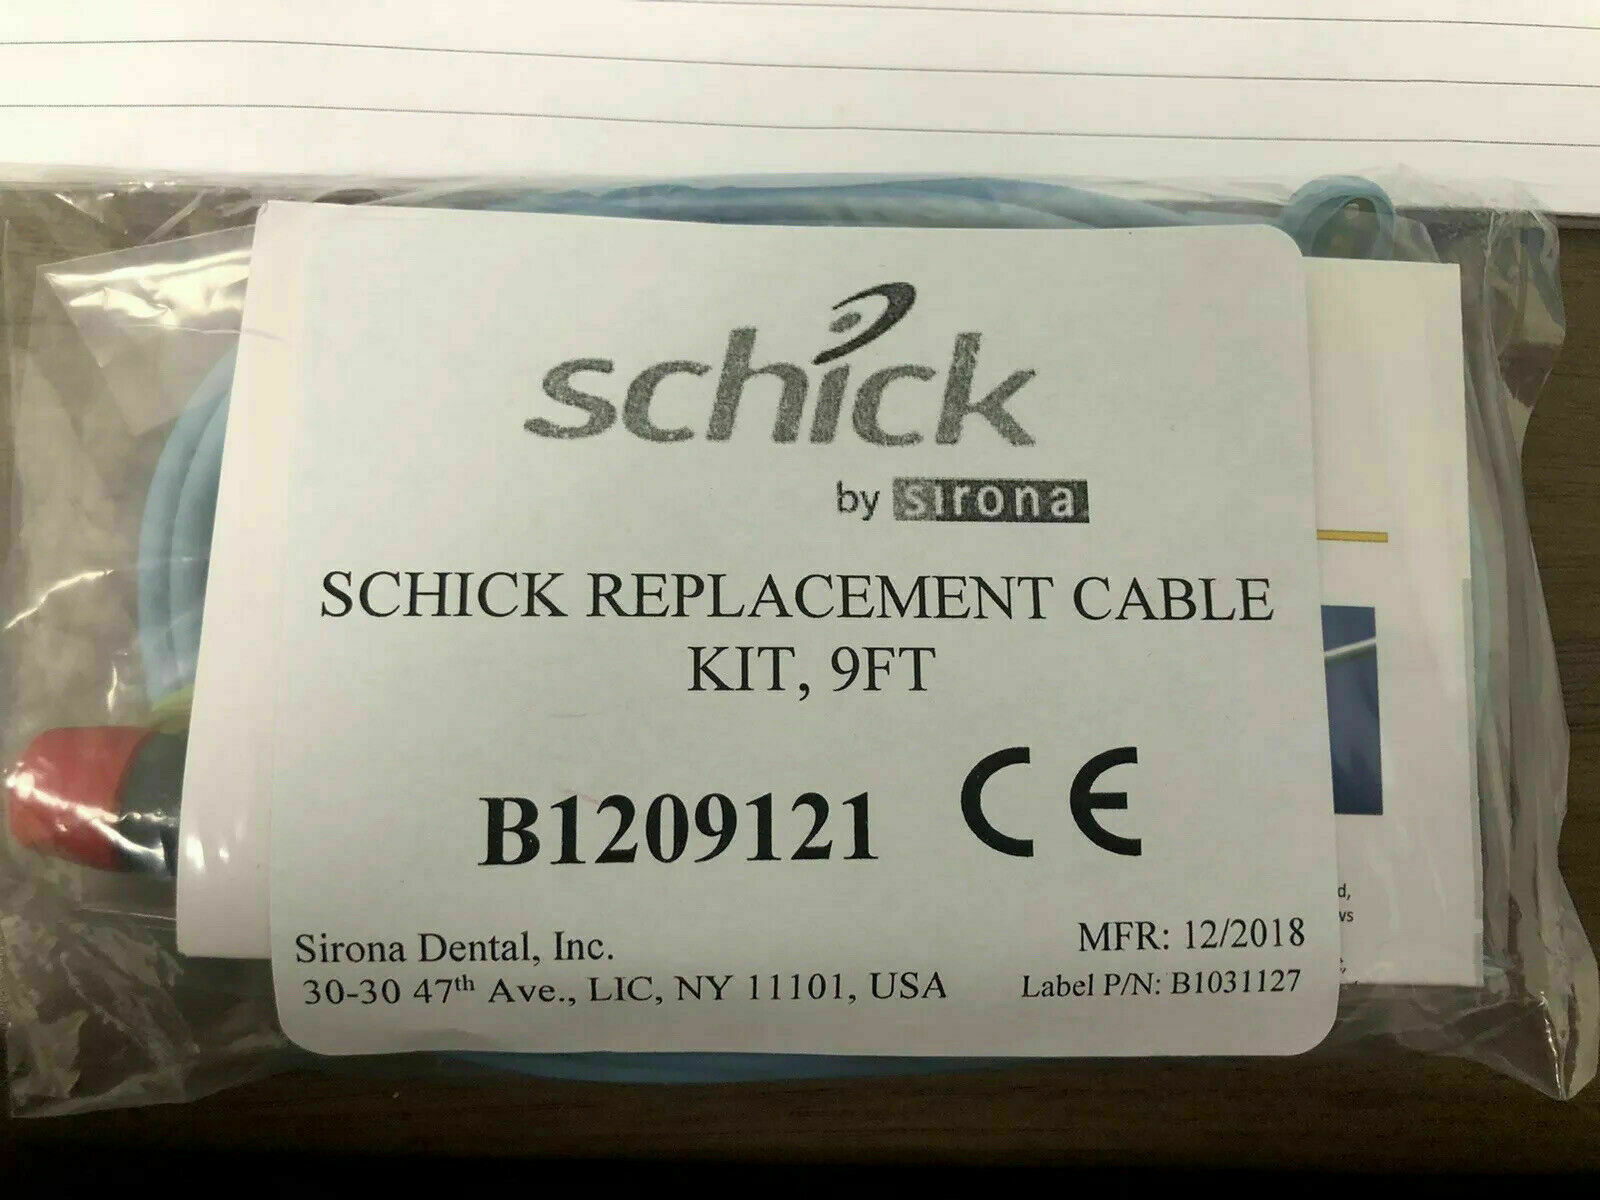 schick
by sirona
SCHICK REPLACEMENT CABLE
KIT, 9FT
B1209121 CE
Sirona Dental, Inc.
30-30 47th Ave., LIC, NY 11101, USA
MFR: 12/2018
Label P/N: B1031127
d,
ws